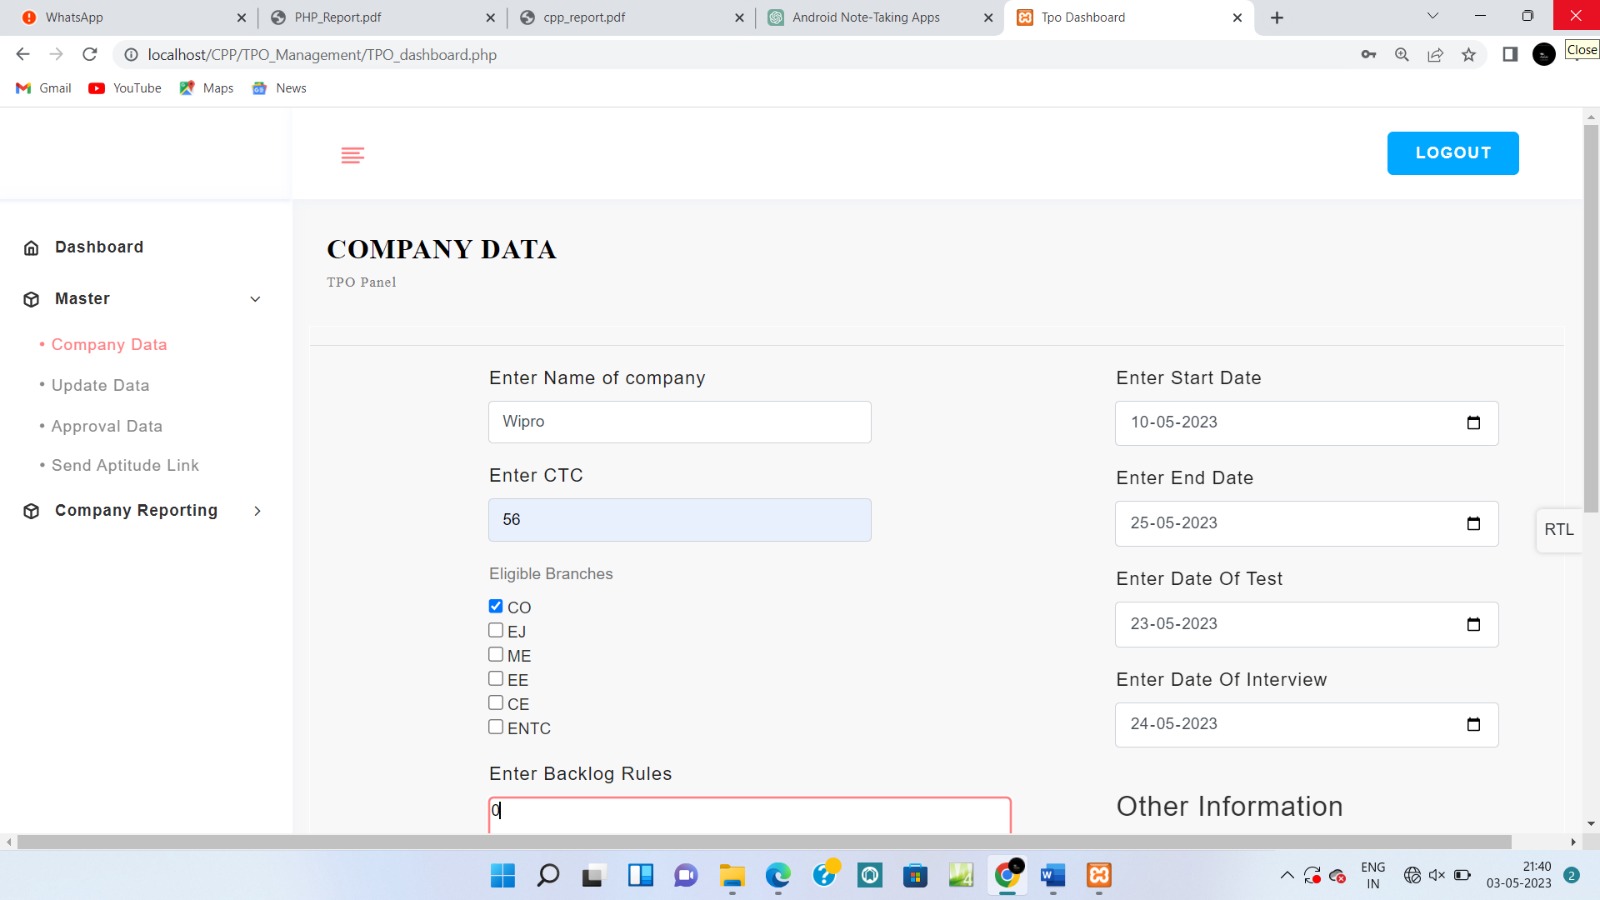 WhatsApp
PHP_Report.pdf
cpp_report.pdf
Android Note-Taking Apps
Tpo Dashboard
localhost/CPP/TPO_Management/TPO_dashboard.php
Close
Gmail
YouTube
Maps
News
LOGOUT
Dashboard
Master
• Company Data
• Update Data
• Approval Data
• Send Aptitude Link
Company Reporting
COMPANY DATA
TPO Panel
Enter Name of company
Wipro
Enter CTC
56
Eligible Branches
CO
EJ
ME
EE
CE
ENTC
Enter Backlog Rules
0
Enter Start Date
10-05-2023
Enter End Date
25-05-2023
Enter Date Of Test
23-05-2023
Enter Date Of Interview
24-05-2023
Other Information
RTL
ENG
IN
21:40
03-05-2023
2